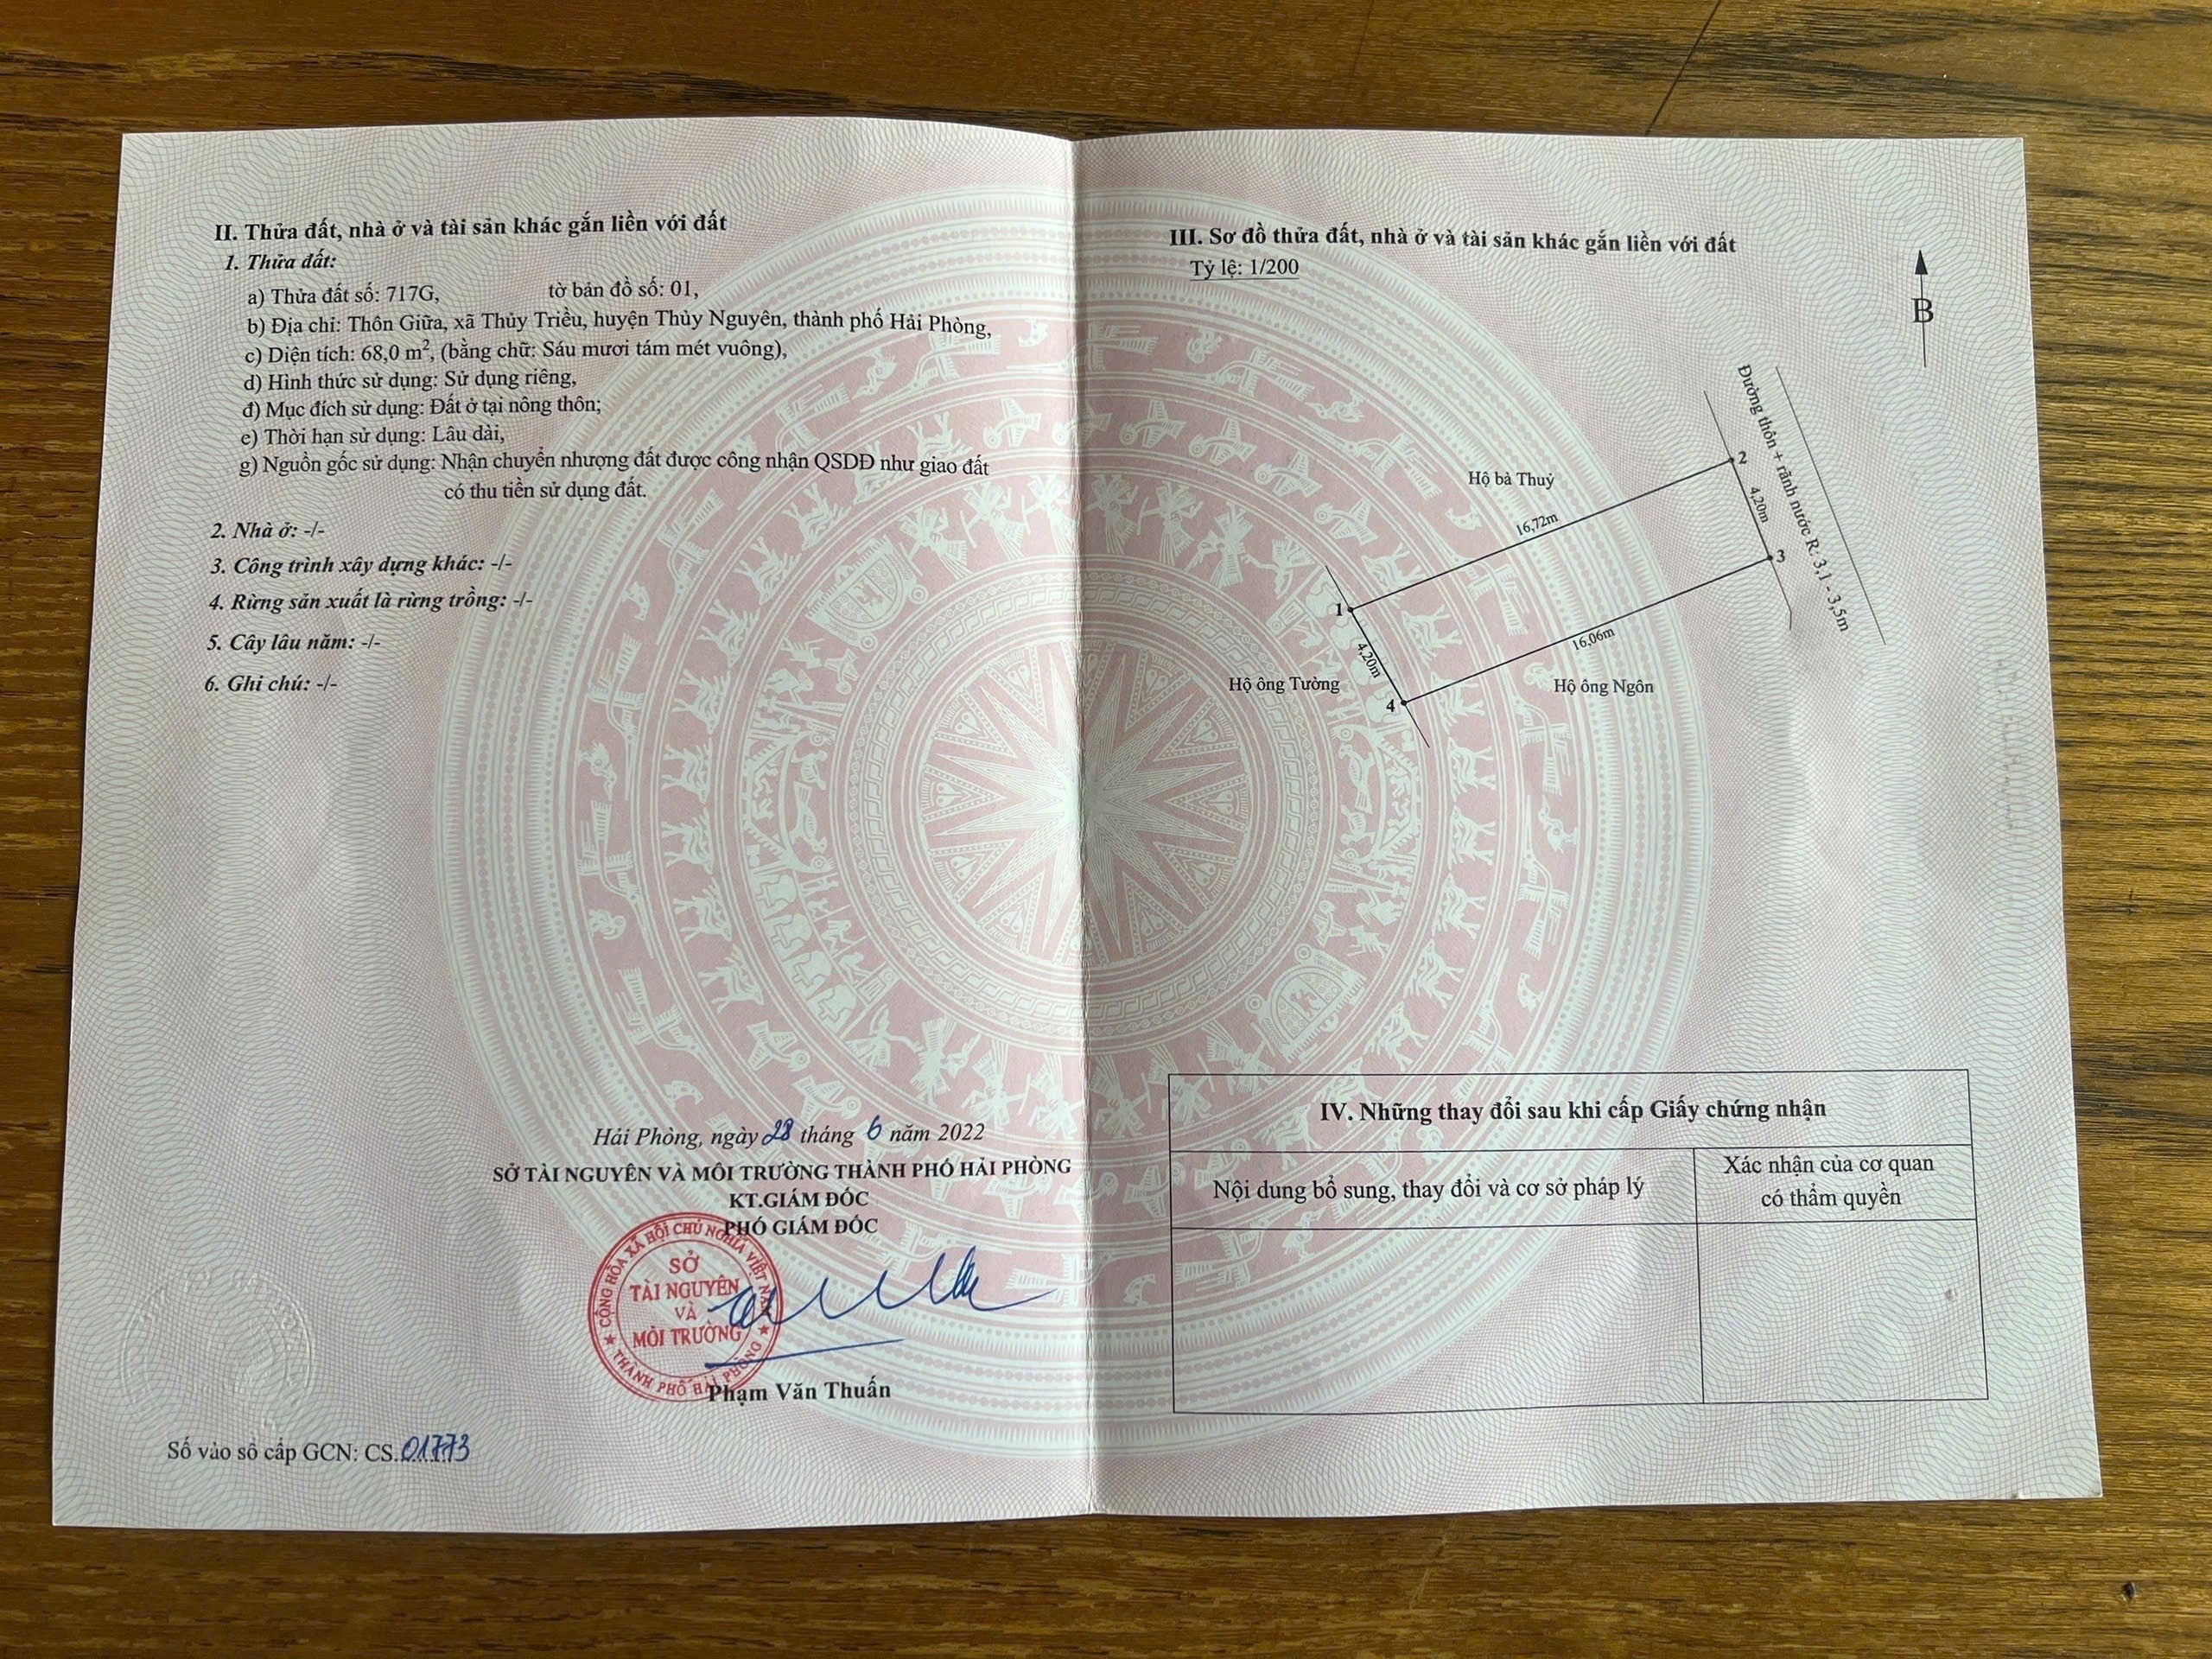 II. Thửa đất, nhà ở và tài sản khác gắn liền với đất
1. Thửa đất:
a) Thửa đất số: 717G, tờ bản đồ số: 01,
b) Địa chỉ: Thôn Giữa, xã Thủy Triều, huyện Thủy Nguyên, thành phố Hải Phòng,
c) Diện tích: 68,0 m², (bằng chữ: Sáu mươi tám mét vuông),
d) Hình thức sử dụng: Sử dụng riêng,
đ) Mục đích sử dụng: Đất ở tại nông thôn;
e) Thời hạn sử dụng: Lâu dài,
g) Nguồn gốc sử dụng: Nhận chuyển nhượng đất được công nhận QSDĐ như giao đất
có thu tiền sử dụng đất.
2. Nhà ở: -/-
3. Công trình xây dựng khác: -/-
4. Rừng sản xuất là rừng trồng: -/-
5. Cây lâu năm: -/-
6. Ghi chú: -/-
Hải Phòng, ngày 28 tháng 6 năm 2022
SỞ TÀI NGUYÊN VÀ MÔI TRƯỜNG THÀNH PHỐ HẢI PHÒNG
KT.GIÁM ĐỐC
PHÓ GIÁM ĐỐC
CỘNG HÒA XÃ HỘI CHỦ NGHĨA VIỆT NAM
SỞ
TÀI NGUYÊN
VÀ
MÔI TRƯỜNG
THÀNH PHỐ HẢI PHÒNG
Phạm Văn Thuấn
Số vào sổ cấp GCN: CS.01773
III. Sơ đồ thửa đất, nhà ở và tài sản khác gắn liền với đất
Tỷ lệ: 1/200
B
Đường thôn + rãnh nước R: 3,1 - 3,5m
2
Hộ bà Thuỷ
4,20m
16,72m
3
1
16,06m
4,20m
Hộ ông Tường
Hộ ông Ngôn
4
IV. Những thay đổi sau khi cấp Giấy chứng nhận
Nội dung bổ sung, thay đổi và cơ sở pháp lý
Xác nhận của cơ quan
có thẩm quyền